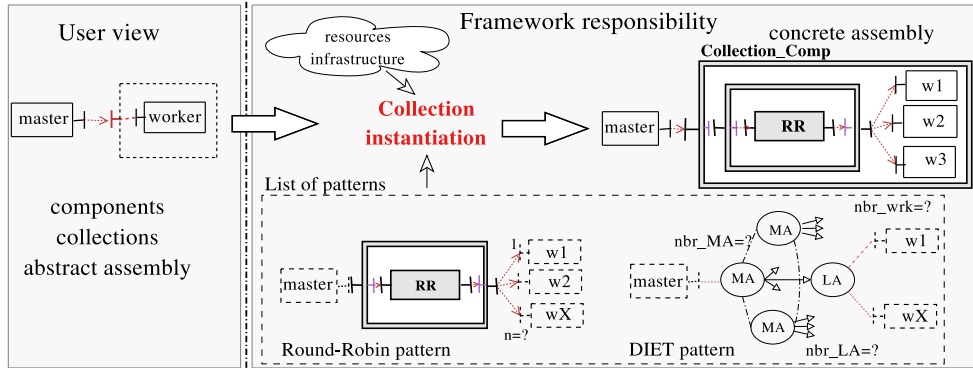 User view
master
worker
components
collections
abstract assembly
Framework responsibility
resources
infrastructure
Collection
instantiation
concrete assembly
Collection_Comp
master
RR
w1
w2
w3
List of patterns
master
RR
1
w1
w2
wX
n=?
Round-Robin pattern
nbr_wrk=?
nbr_MA=?
MA
w1
master
MA
LA
MA
wX
nbr_LA=?
DIET pattern